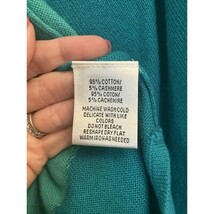 95% COTTON/
5% CASHMERE
95% COTON/
5% CACHEMIRE
MACHINE WASH COLD
DELICATE WITH LIKE
COLORS
DO NOT BLEACH
RESHAPE DRY FLAT
WARM IRON AS NEEDED